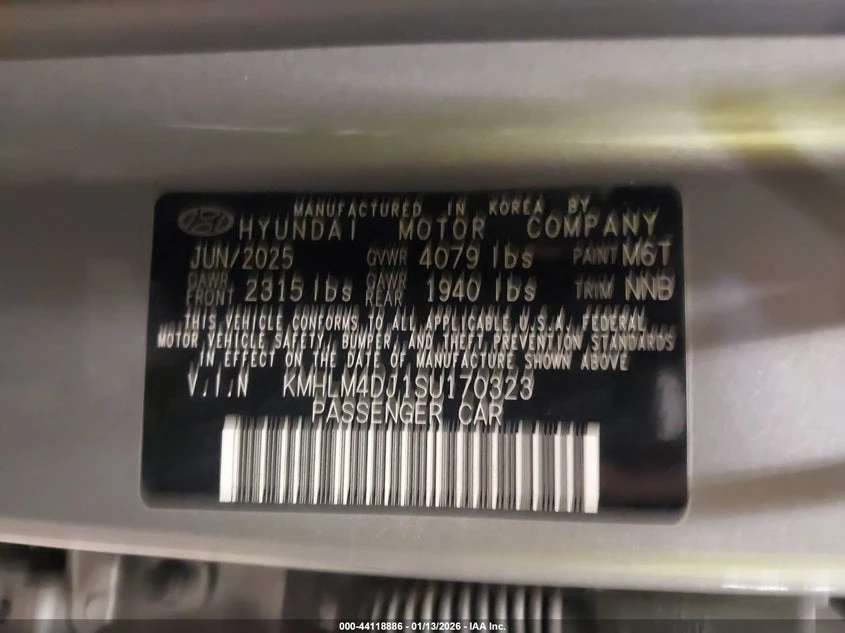 MANUFACTURED IN KOREA BY
HYUNDAI MOTOR COMPANY
JUN/2025 GVWR 4079 lbs PAINT M6T
GAWR FRONT 2315 lbs GAWR REAR 1940 lbs TRIM NNB
THIS VEHICLE CONFORMS TO ALL APPLICABLE U.S.A. FEDERAL
MOTOR VEHICLE SAFETY, BUMPER, AND THEFT PREVENTION STANDARDS
IN EFFECT ON THE DATE OF MANUFACTURE SHOWN ABOVE
V.I.N KMHLM4DJ1SU170323
PASSENGER CAR
000-44118886 - 01/13/2026 - IAA Inc.